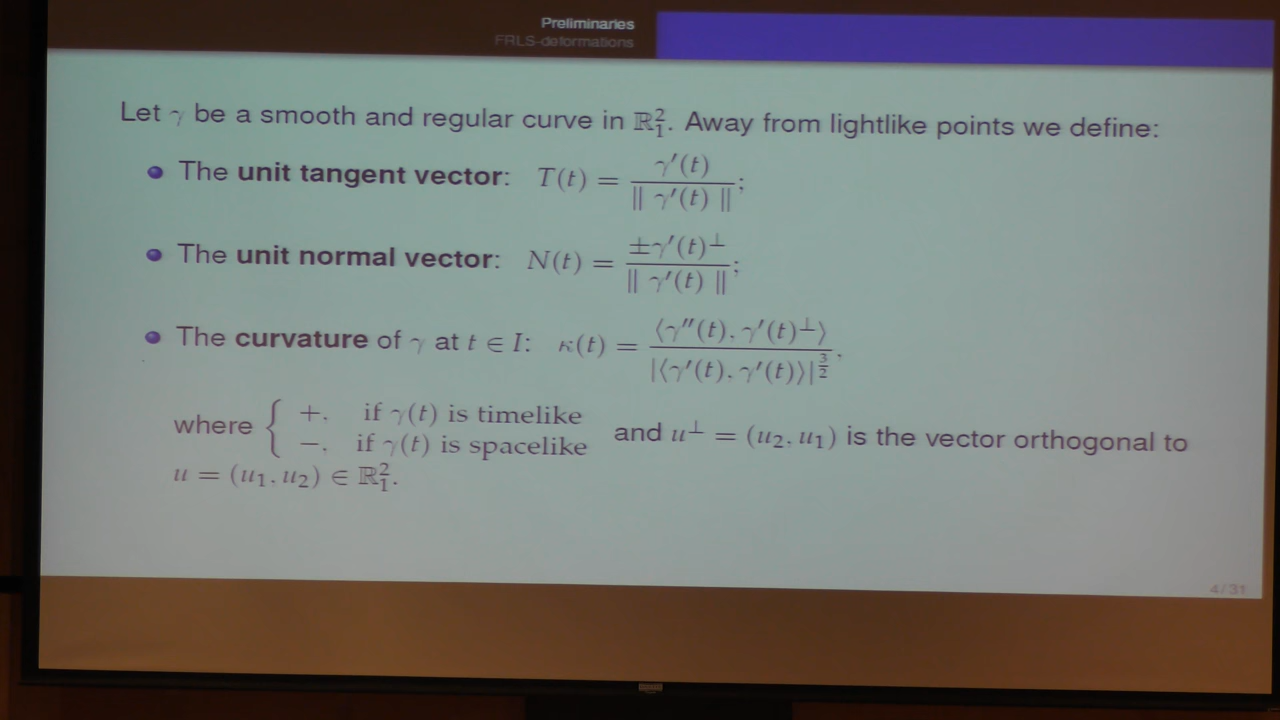 Preliminaries
FRLS-deformations
Let γ be a smooth and regular curve in ℝ²₁. Away from lightlike points we define:
The unit tangent vector: T(t) = γ′(t) / ‖ γ′(t) ‖;
The unit normal vector: N(t) = ±γ′(t)^⊥ / ‖ γ′(t) ‖;
The curvature of γ at t ∈ I: κ(t) = ⟨γ″(t), γ′(t)^⊥⟩ / |⟨γ′(t), γ′(t)⟩|^{3/2},
where { +, if γ(t) is timelike
−, if γ(t) is spacelike
and u^⊥ = (u₂, u₁) is the vector orthogonal to
u = (u₁, u₂) ∈ ℝ²₁.
4/31